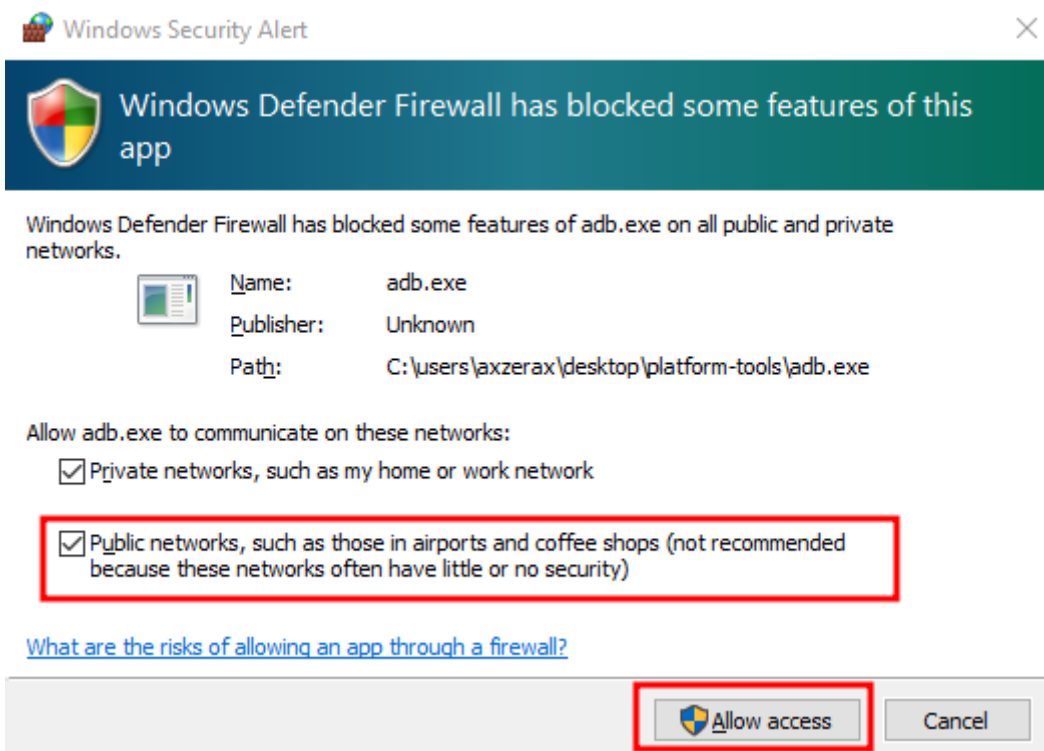 Windows Security Alert
Windows Defender Firewall has blocked some features of this
app
Windows Defender Firewall has blocked some features of adb.exe on all public and private
networks.
Name: adb.exe
Publisher: Unknown
Path: C:\users\axzerax\desktop\platform-tools\adb.exe
Allow adb.exe to communicate on these networks:
Private networks, such as my home or work network
Public networks, such as those in airports and coffee shops (not recommended
because these networks often have little or no security)
What are the risks of allowing an app through a firewall?
Allow access Cancel